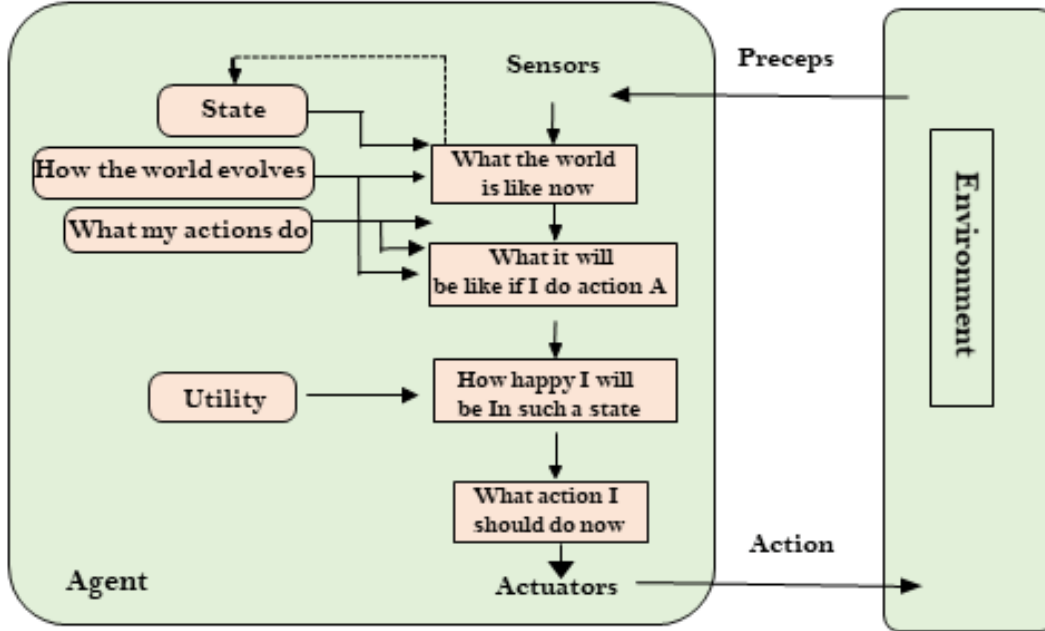 Preceps
Sensors
State
What the world
is like now
How the world evolves
What my actions do
What it will
be like if I do action A
Environment
How happy I will
be In such a state
Utility
What action I
should do now
Action
Agent
Actuators